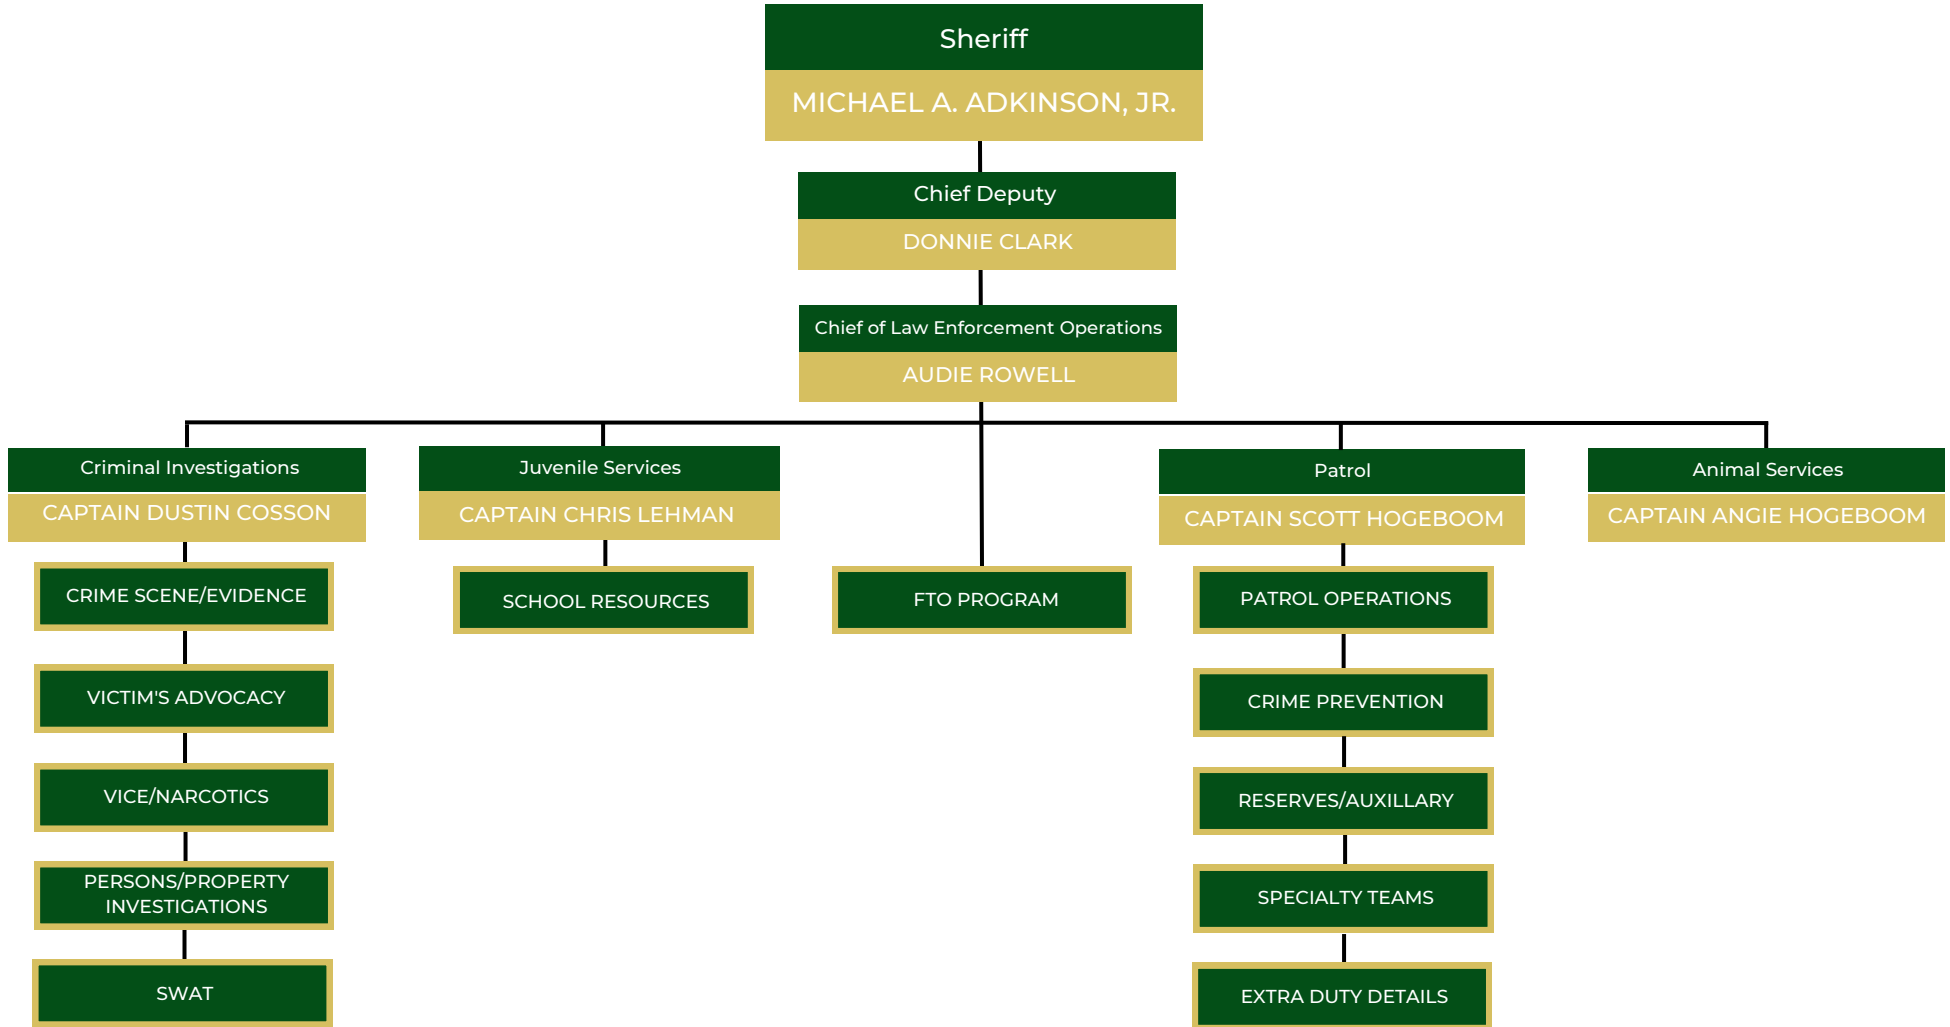 Sheriff
MICHAEL A. ADKINSON, JR.
Chief Deputy
DONNIE CLARK
Chief of Law Enforcement Operations
AUDIE ROWELL
Criminal Investigations
CAPTAIN DUSTIN COSSON
CRIME SCENE/EVIDENCE
VICTIM'S ADVOCACY
VICE/NARCOTICS
PERSONS/PROPERTY
INVESTIGATIONS
SWAT
Juvenile Services
CAPTAIN CHRIS LEHMAN
SCHOOL RESOURCES
FTO PROGRAM
Patrol
CAPTAIN SCOTT HOGEBOOM
PATROL OPERATIONS
CRIME PREVENTION
RESERVES/AUXILLARY
SPECIALTY TEAMS
EXTRA DUTY DETAILS
Animal Services
CAPTAIN ANGIE HOGEBOOM